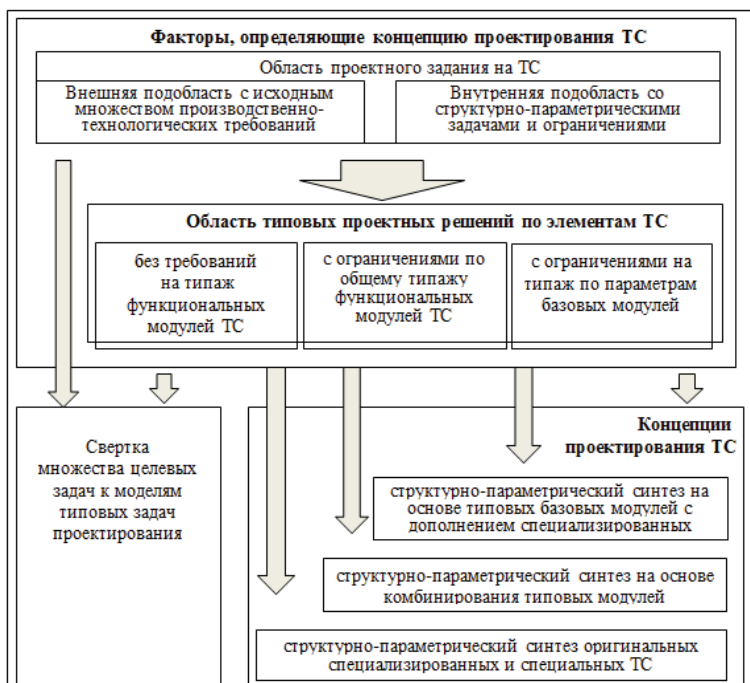 Факторы, определяющие концепцию проектирования ТС
Область проектного задания на ТС
Внешняя подобласть с исходным
множеством производственно-
технологических требований
Внутренняя подобласть со
структурно-параметрическими
задачами и ограничениями
Область типовых проектных решений по элементам ТС
без требований
на типаж
функциональных
модулей ТС
с ограничениями по
общему типажу
функциональных
модулей ТС
с ограничениями на
типаж по параметрам
базовых модулей
Свертка
множества целевых
задач к моделям
типовых задач
проектирования
Концепции
проектирования ТС
структурно-параметрический синтез на
основе типовых базовых модулей с
дополнением специализированных
структурно-параметрический синтез на основе
комбинирования типовых модулей
структурно-параметрический синтез оригинальных
специализированных и специальных ТС